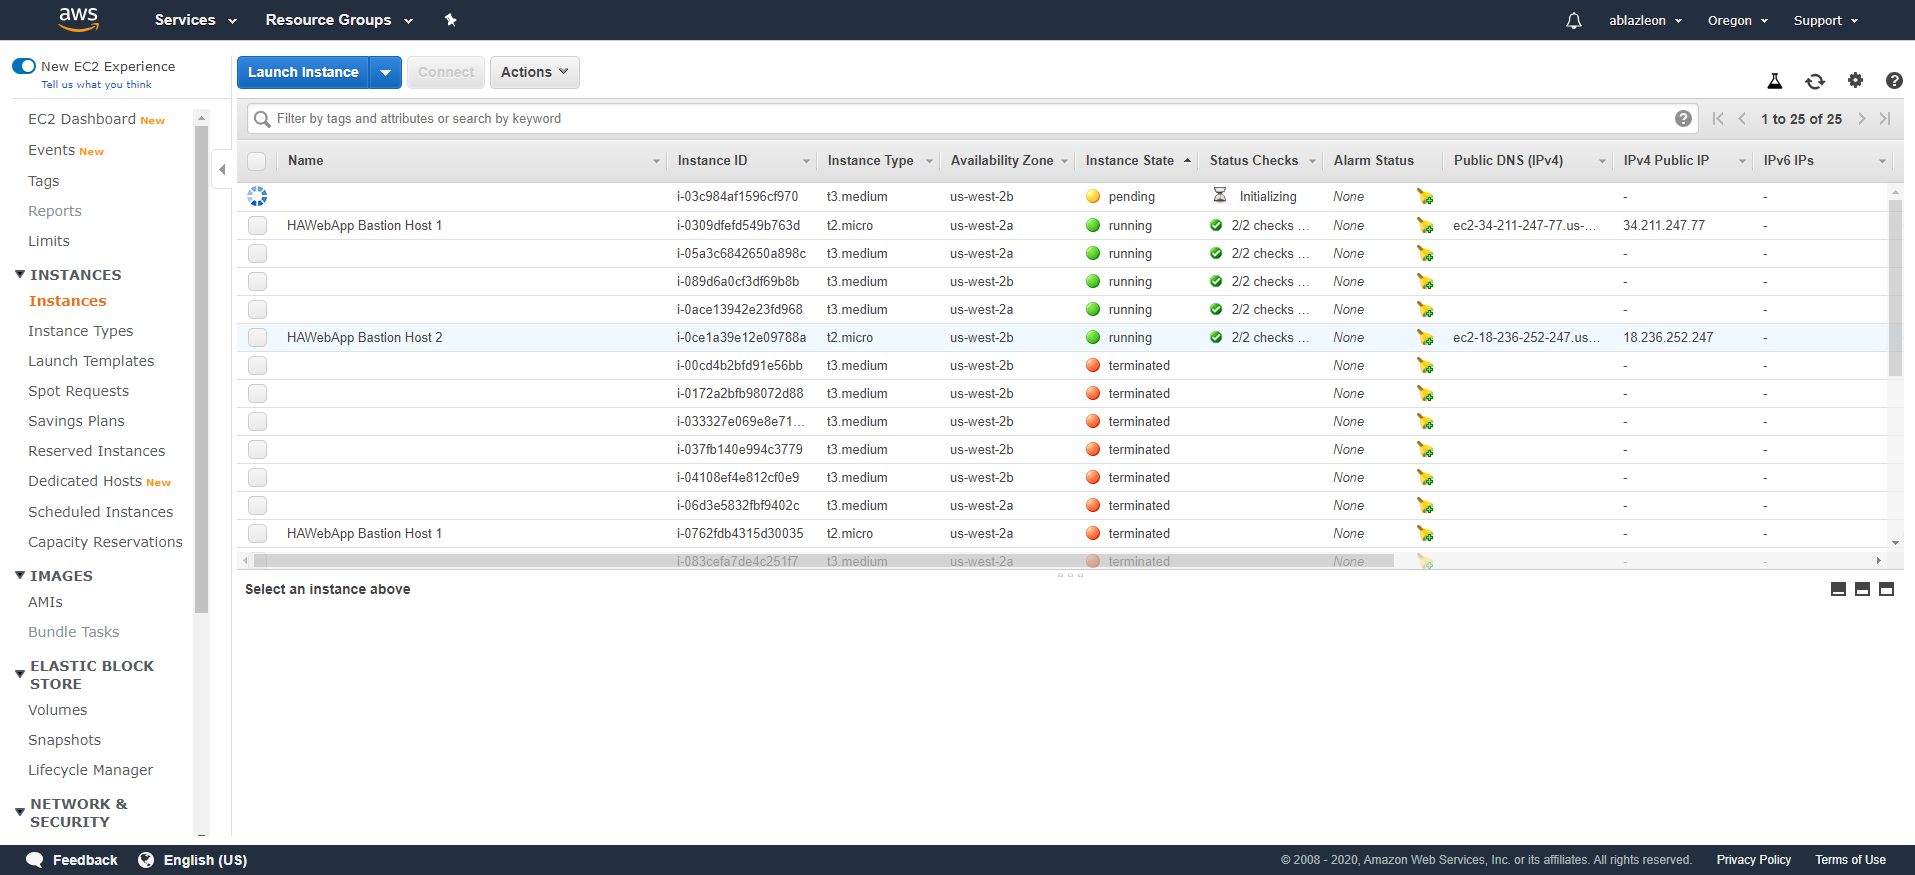 aws Services Resource Groups ablazleon Oregon Support
New EC2 Experience
Tell us what you think
EC2 Dashboard New
Events New
Tags
Reports
Limits
INSTANCES
Instances
Instance Types
Launch Templates
Spot Requests
Savings Plans
Reserved Instances
Dedicated Hosts New
Scheduled Instances
Capacity Reservations
IMAGES
AMIs
Bundle Tasks
ELASTIC BLOCK
STORE
Volumes
Snapshots
Lifecycle Manager
NETWORK &
SECURITY
Launch Instance Connect Actions
Filter by tags and attributes or search by keyword 1 to 25 of 25
Name Instance ID Instance Type Availability Zone Instance State Status Checks Alarm Status Public DNS (IPv4) IPv4 Public IP IPv6 IPs
i-03c984af1596cf970 t3.medium us-west-2b pending Initializing None - -
HAWebApp Bastion Host 1 i-0309dfefd549b763d t2.micro us-west-2a running 2/2 checks ... None ec2-34-211-247-77.us-... 34.211.247.77 -
i-05a3c6842650a898c t3.medium us-west-2a running 2/2 checks ... None - -
i-089d6a0cf3df69b8b t3.medium us-west-2b running 2/2 checks ... None - -
i-0ace13942e23fd968 t3.medium us-west-2a running 2/2 checks ... None - -
HAWebApp Bastion Host 2 i-0ce1a39e12e09788a t2.micro us-west-2b running 2/2 checks ... None ec2-18-236-252-247.us... 18.236.252.247 -
i-00cd4b2bfd91e56bb t3.medium us-west-2b terminated None - -
i-0172a2bfb98072d88 t3.medium us-west-2b terminated None - -
i-033327e069e8e71... t3.medium us-west-2b terminated None - -
i-037fb140e994c3779 t3.medium us-west-2b terminated None - -
i-04108ef4e812cf0e9 t3.medium us-west-2b terminated None - -
i-06d3e5832fbf9402c t3.medium us-west-2a terminated None - -
HAWebApp Bastion Host 1 i-0762fdb4315d30035 t2.micro us-west-2a terminated None - -
i-083cefa7de4c251f7 t3.medium us-west-2a terminated None - -
Select an instance above
Feedback English (US) © 2008 - 2020, Amazon Web Services, Inc. or its affiliates. All rights reserved. Privacy Policy Terms of Use